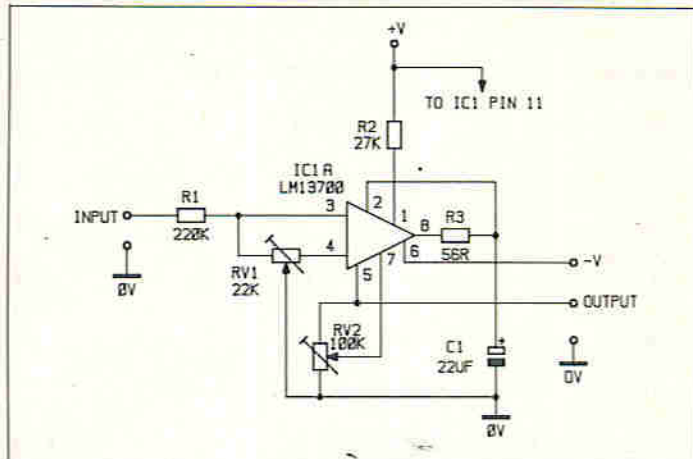 +V
TO IC1 PIN 11
R2
27K
IC1A
LM13700
R1
2
1
3
8
R3
INPUT
220K
4
6
56R
-V
5
7
0V
RV1
22K
OUTPUT
RV2
100K
C1
+
22UF
0V
0V